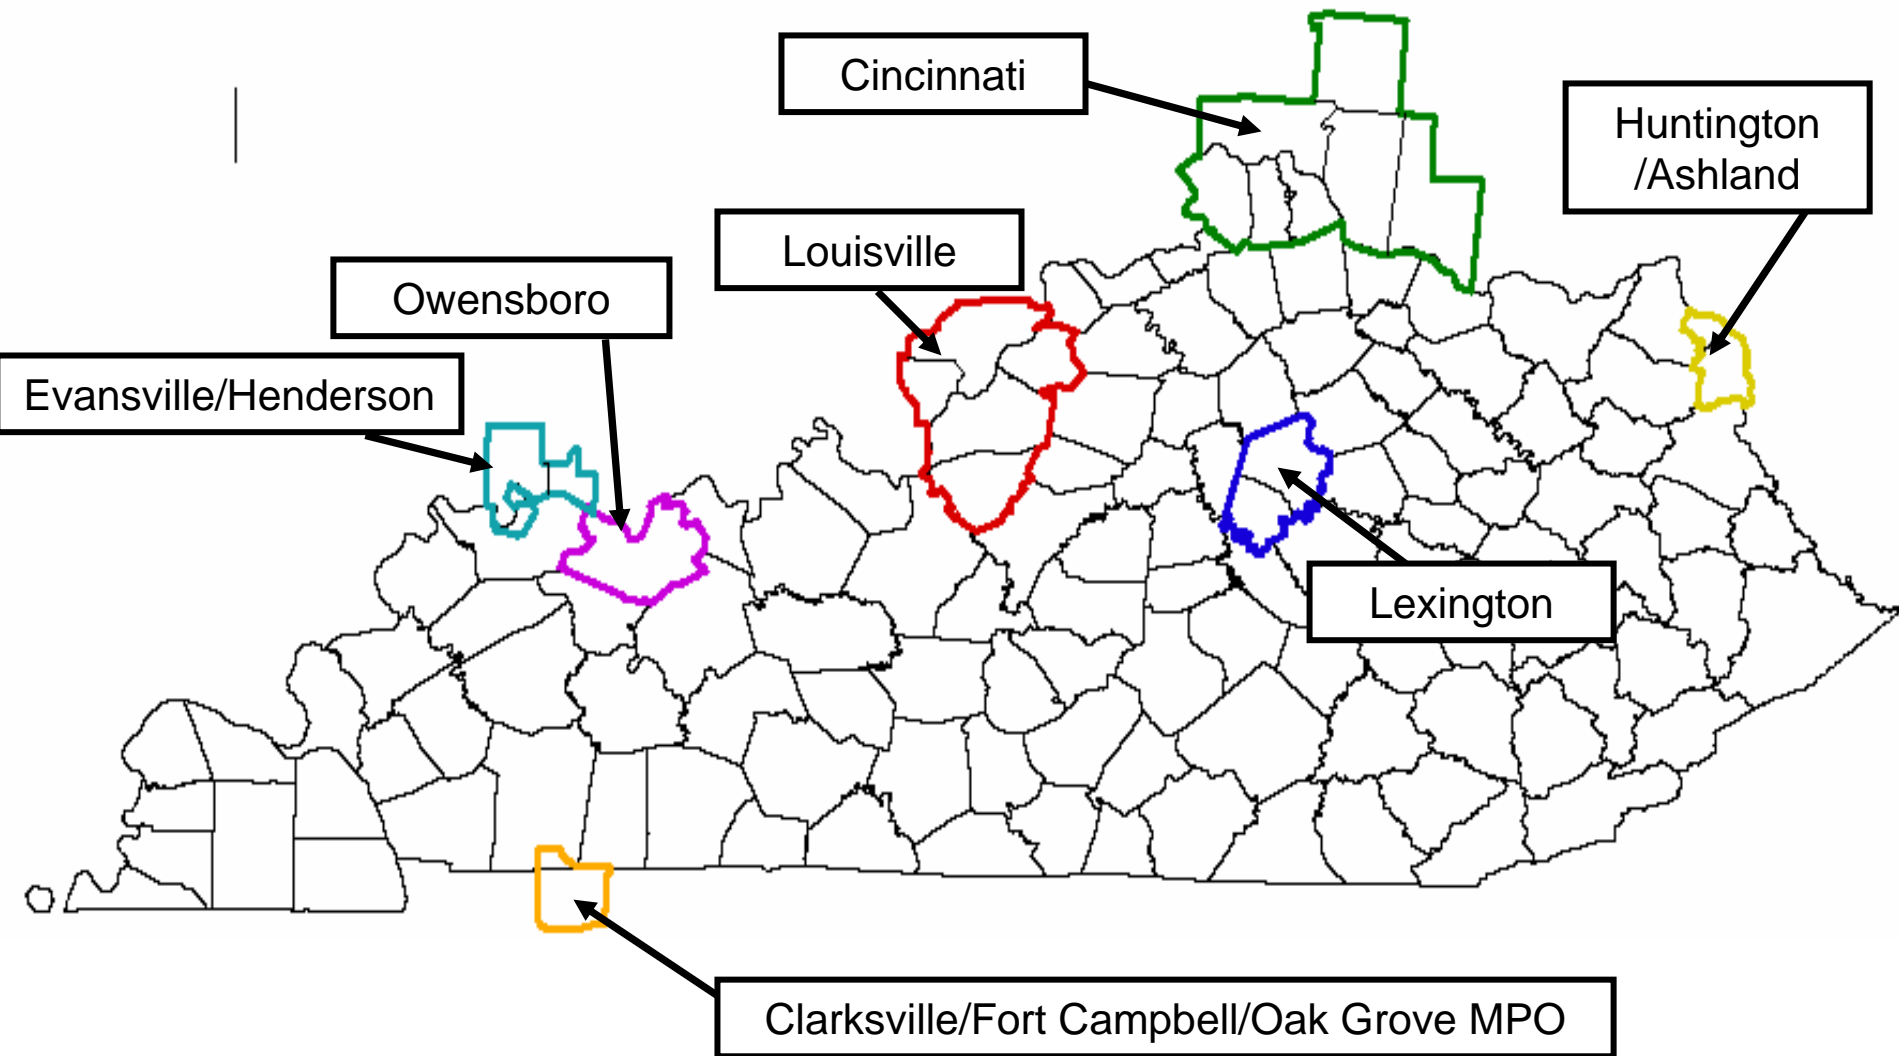 Cincinnati
Huntington
/Ashland
Louisville
Owensboro
Evansville/Henderson
Lexington
Clarksville/Fort Campbell/Oak Grove MPO